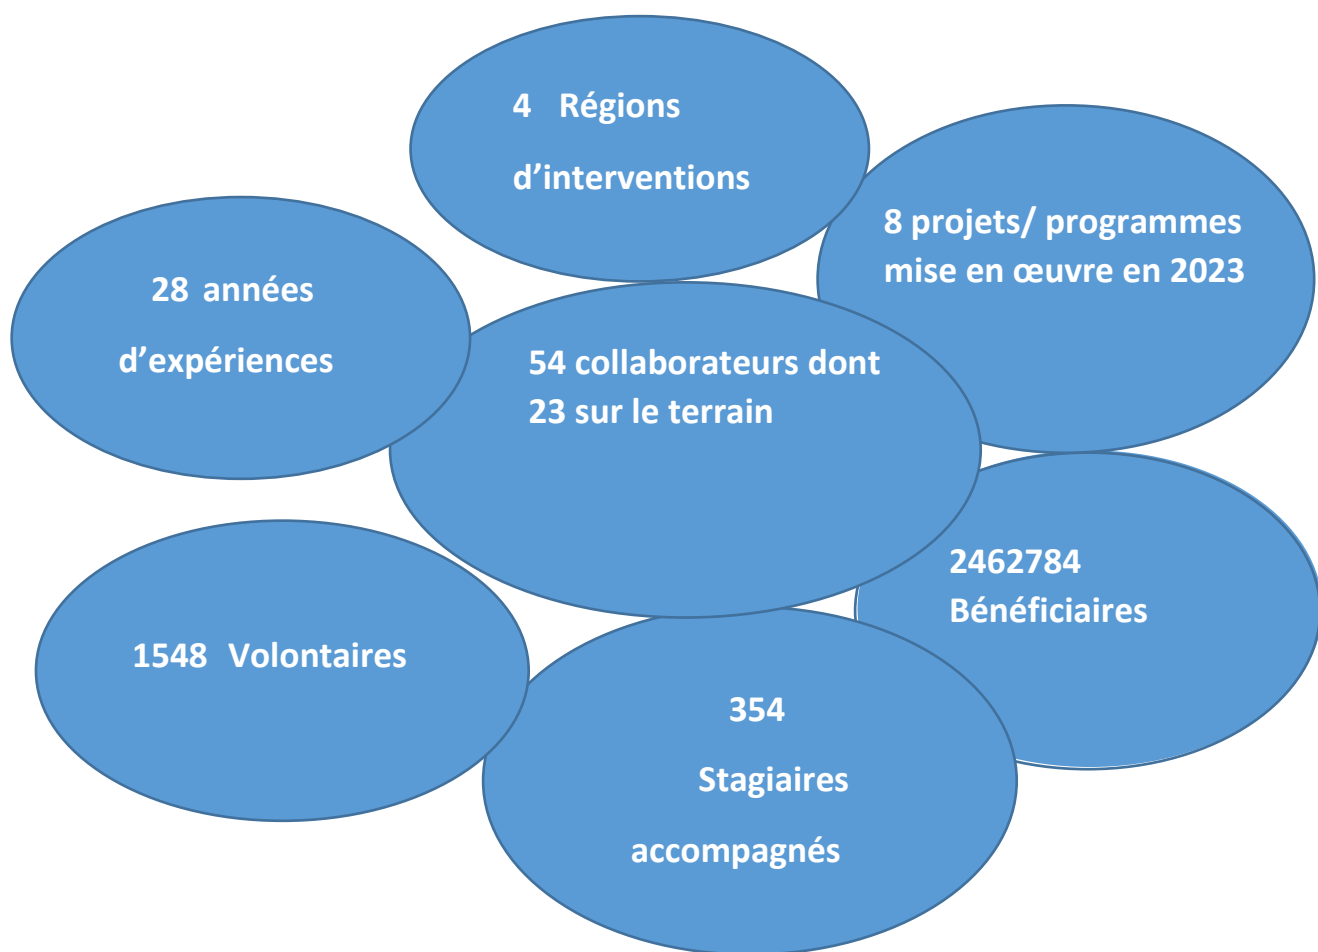 4 Régions
d’interventions
8 projets/ programmes
mise en œuvre en 2023
28 années
d’expériences
54 collaborateurs dont
23 sur le terrain
2462784
Bénéficiaires
1548 Volontaires
354
Stagiaires
accompagnés